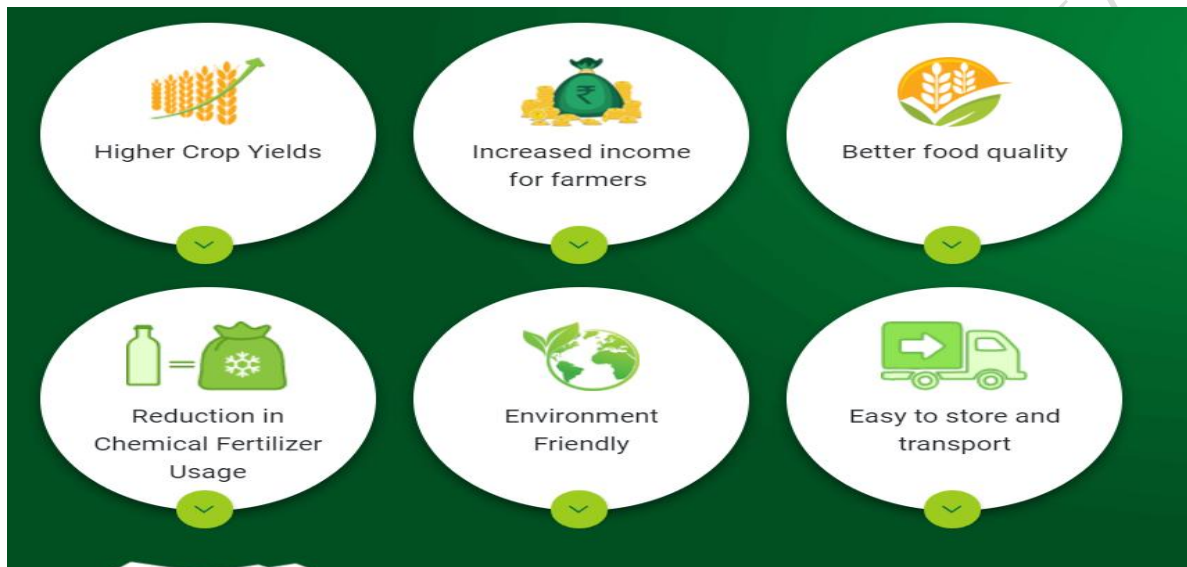 Higher Crop Yields
Increased income
for farmers
Better food quality
Reduction in
Chemical Fertilizer
Usage
Environment
Friendly
Easy to store and
transport